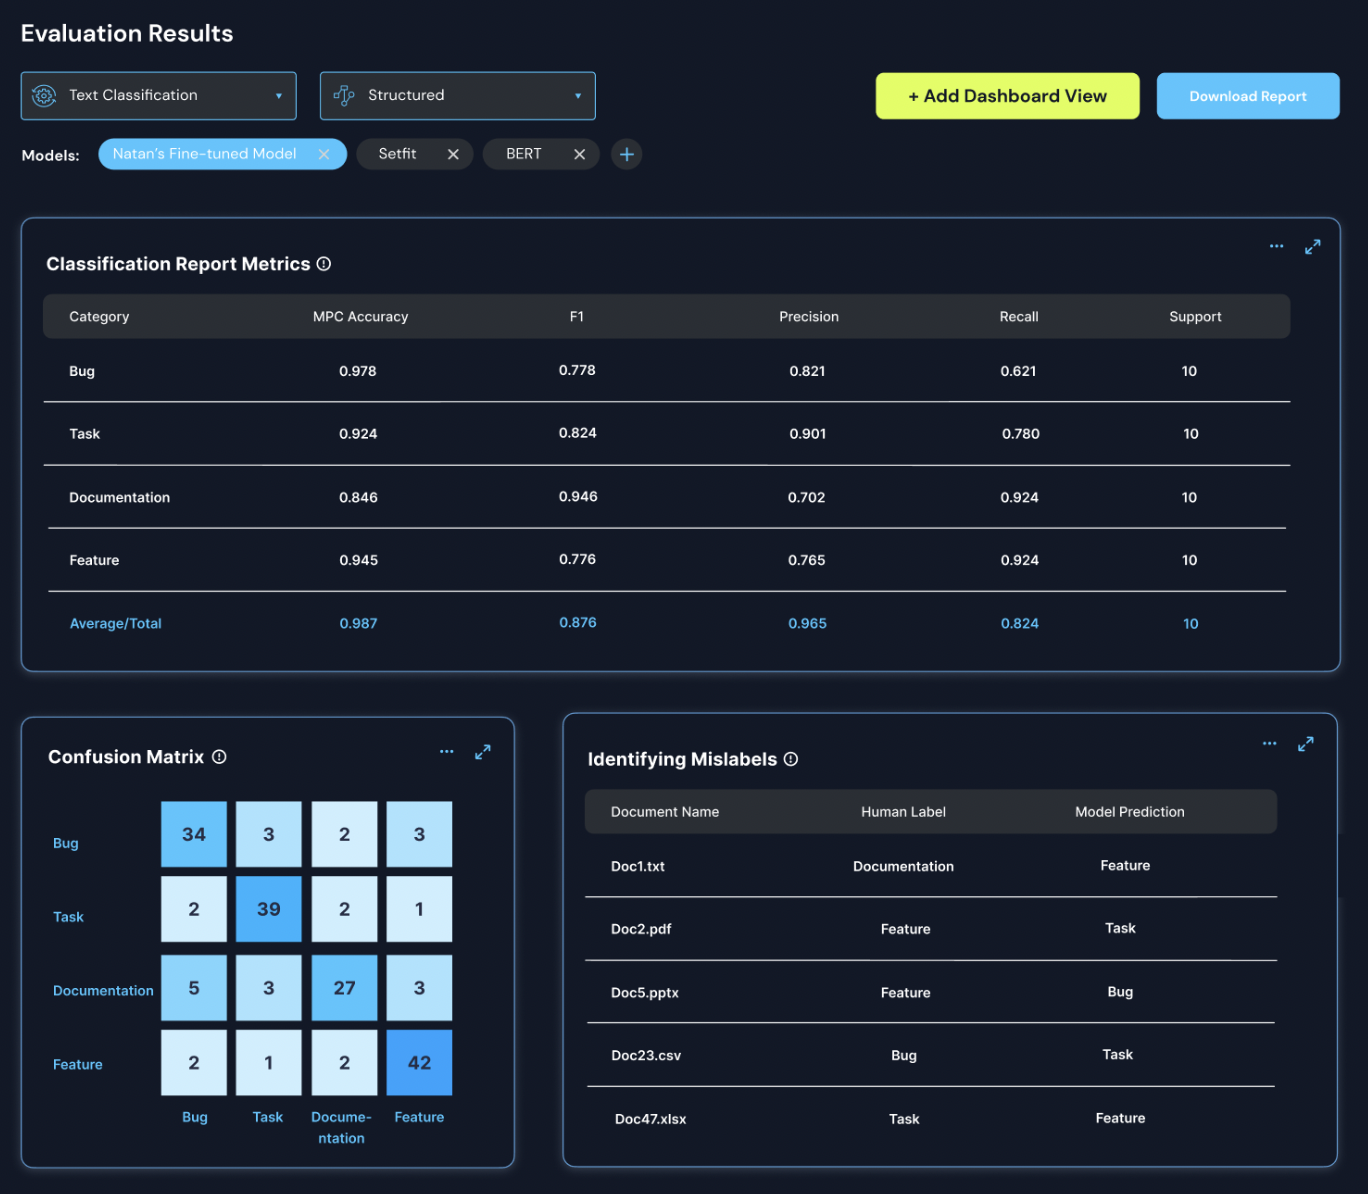 Evaluation Results
Text Classification
Structured
+ Add Dashboard View
Download Report
Models:
Natan's Fine-tuned Model
Setfit
BERT
Classification Report Metrics
Category MPC Accuracy F1 Precision Recall Support
Bug 0.978 0.778 0.821 0.621 10
Task 0.924 0.824 0.901 0.780 10
Documentation 0.846 0.946 0.702 0.924 10
Feature 0.945 0.776 0.765 0.924 10
Average/Total 0.987 0.876 0.965 0.824 10
Confusion Matrix
Bug 34 3 2 3
Task 2 39 2 1
Documentation 5 3 27 3
Feature 2 1 2 42
Bug Task Docume- Feature
ntation
Identifying Mislabels
Document Name Human Label Model Prediction
Doc1.txt Documentation Feature
Doc2.pdf Feature Task
Doc5.pptx Feature Bug
Doc23.csv Bug Task
Doc47.xlsx Task Feature